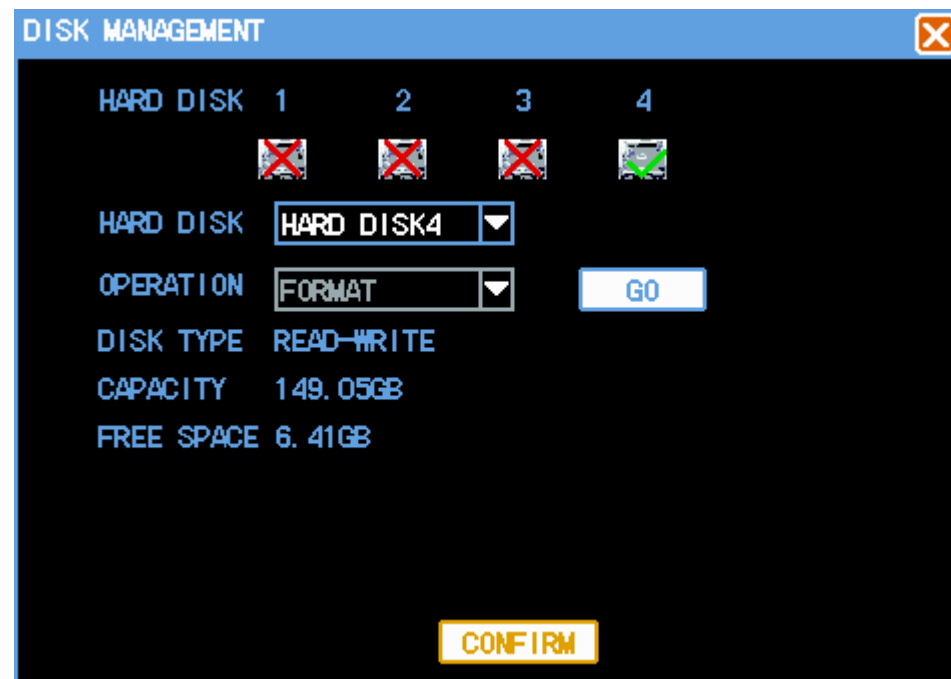 DISK MANAGEMENT
HARD DISK 1 2 3 4
HARD DISK HARD DISK4
OPERATION FORMAT GO
DISK TYPE READ-WRITE
CAPACITY 149.05GB
FREE SPACE 6.41GB
CONFIRM